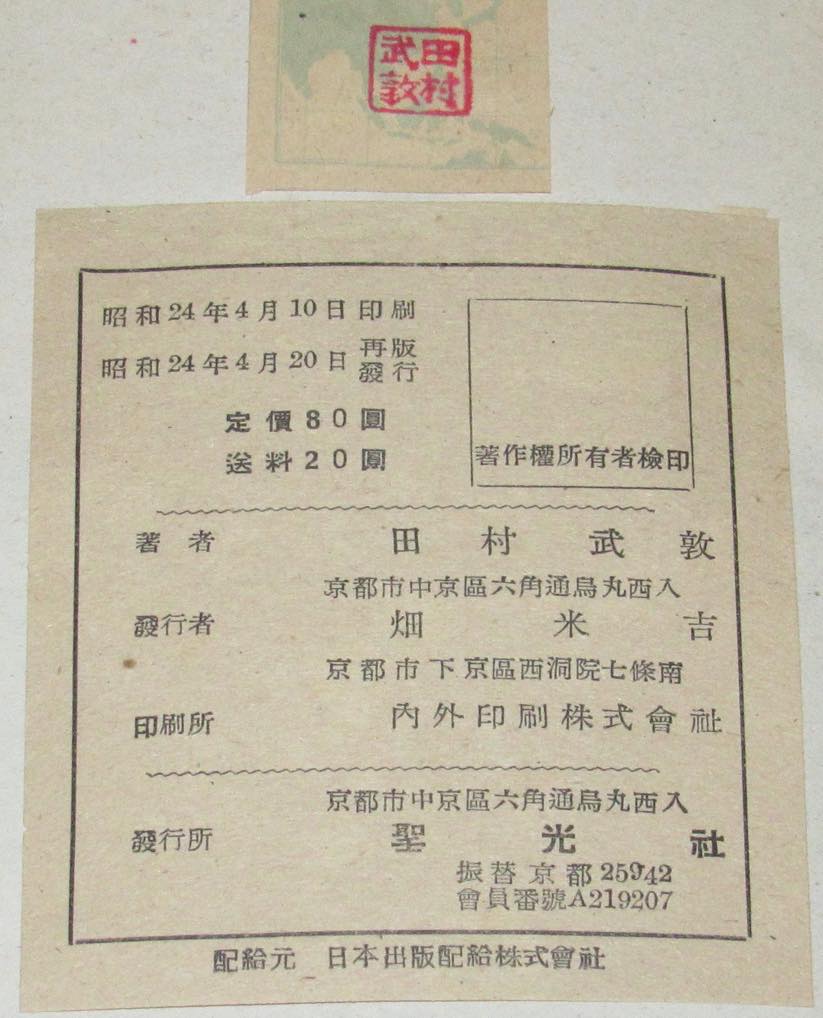 田村
武敦
昭和24年4月10日印刷
昭和24年4月20日再版發行
定價80圓
送料20圓
著作權所有者檢印
著者 田村武敦
京都市中京區六角通烏丸西入
發行者 畑米吉
京都市下京區西洞院七條南
印刷所 內外印刷株式會社
京都市中京區六角通烏丸西入
發行所 聖光社
振替京都25942
會員番號A219207
配給元 日本出版配給株式會社